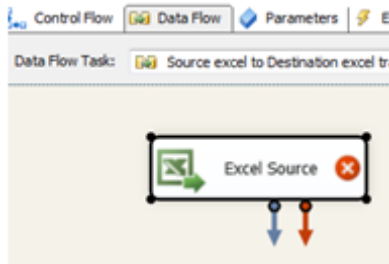 Control Flow Data Flow Parameters E
Data Flow Task: Source excel to Destination excel tr
Excel Source